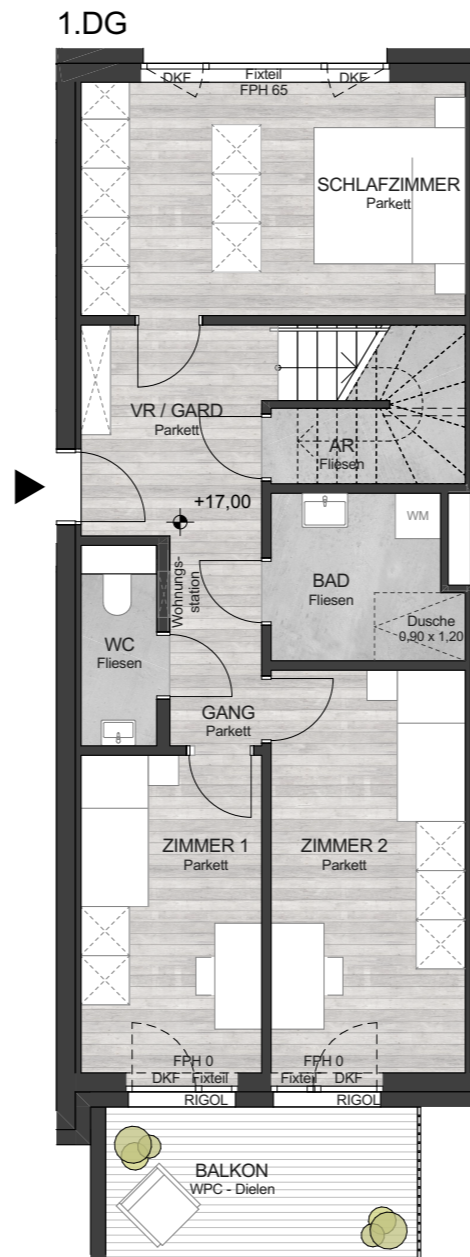 1.DG
DKF Fixteil DKF
FPH 65
SCHLAFZIMMER
Parkett
VR / GARD
Parkett
AR
Fliesen
+17,00
WM
Wohnungs-
station
BAD
Fliesen
Dusche
0,90 x 1,20
WC
Fliesen
GANG
Parkett
ZIMMER 1
Parkett
ZIMMER 2
Parkett
FPH 0
DKF Fixteil
RIGOL
FPH 0
Fixteil DKF
RIGOL
BALKON
WPC - Dielen